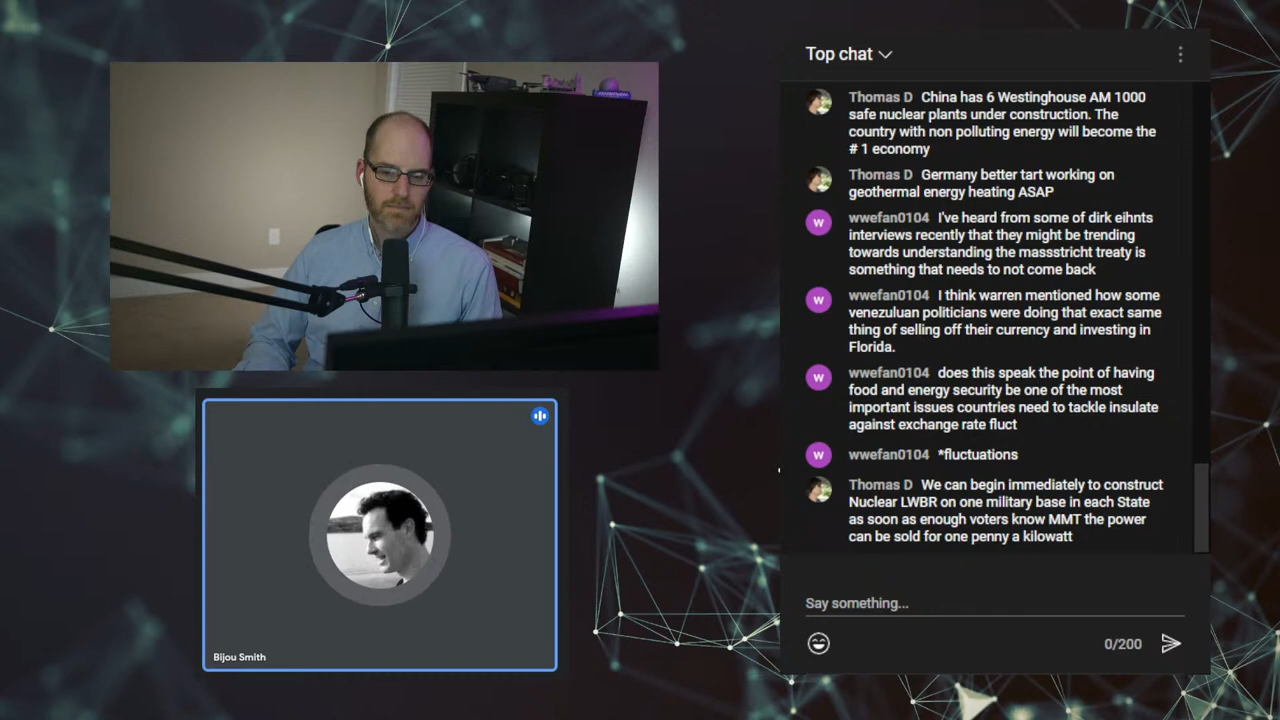 Top chat
Thomas D China has 6 Westinghouse AM 1000
safe nuclear plants under construction. The
country with non polluting energy will become the
# 1 economy
Thomas D Germany better tart working on
geothermal energy heating ASAP
W
wwefan0104 I've heard from some of dirk eihnts
interviews recently that they might be trending
towards understanding the massstricht treaty is
something that needs to not come back
W
wwefan0104 I think warren mentioned how some
venezuluan politicians were doing that exact same
thing of selling off their currency and investing in
Florida.
W
wwefan0104 does this speak the point of having
food and energy security be one of the most
important issues countries need to tackle insulate
against exchange rate fluct
W
wwefan0104 *fluctuations
Thomas D We can begin immediately to construct
Nuclear LWBR on one military base in each State
as soon as enough voters know MMT the power
can be sold for one penny a kilowatt
Say something...
0/200
Bijou Smith